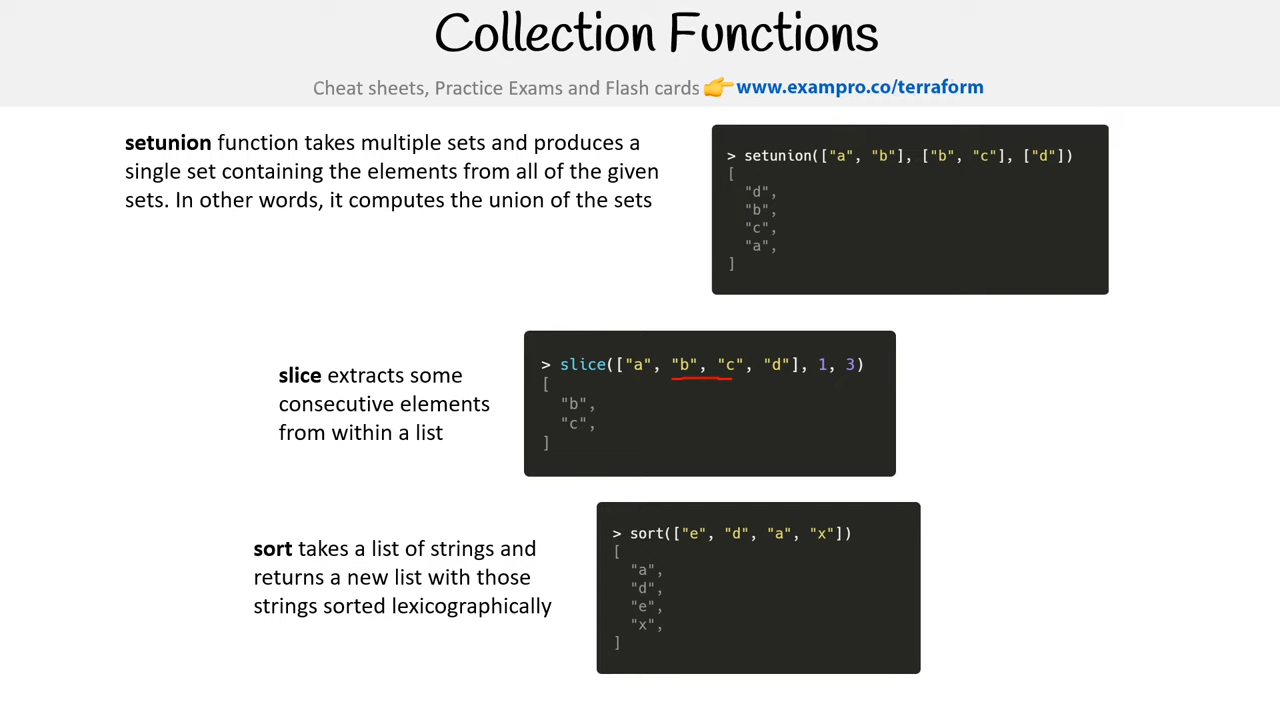 Collection Functions
Cheat sheets, Practice Exams and Flash cards 👉 www.exampro.co/terraform
setunion function takes multiple sets and produces a
single set containing the elements from all of the given
sets. In other words, it computes the union of the sets
> setunion(["a", "b"], ["b", "c"], ["d"])
[
  "d",
  "b",
  "c",
  "a",
]
slice extracts some
consecutive elements
from within a list
> slice(["a", "b", "c", "d"], 1, 3)
[
  "b",
  "c",
]
sort takes a list of strings and
returns a new list with those
strings sorted lexicographically
> sort(["e", "d", "a", "x"])
[
  "a",
  "d",
  "e",
  "x",
]